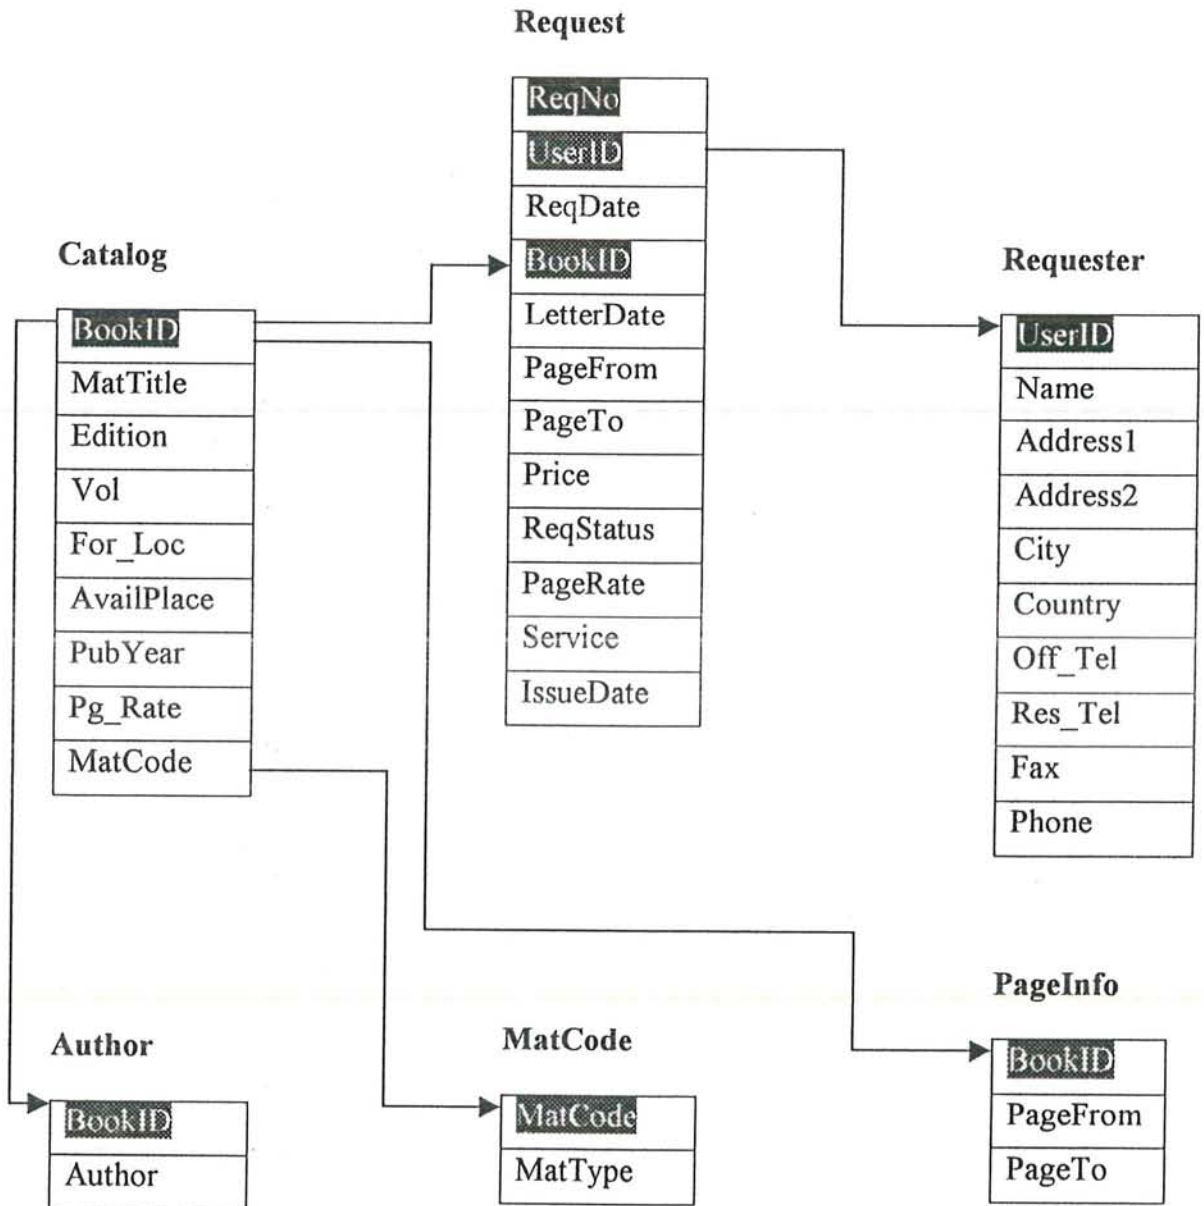 Request
ReqNo
UserID
ReqDate
BookID
LetterDate
PageFrom
PageTo
Price
ReqStatus
PageRate
Service
IssueDate
Catalog
BookID
MatTitle
Edition
Vol
For_Loc
AvailPlace
PubYear
Pg_Rate
MatCode
Requester
UserID
Name
Address1
Address2
City
Country
Off_Tel
Res_Tel
Fax
Phone
Author
BookID
Author
MatCode
MatCode
MatType
PageInfo
BookID
PageFrom
PageTo